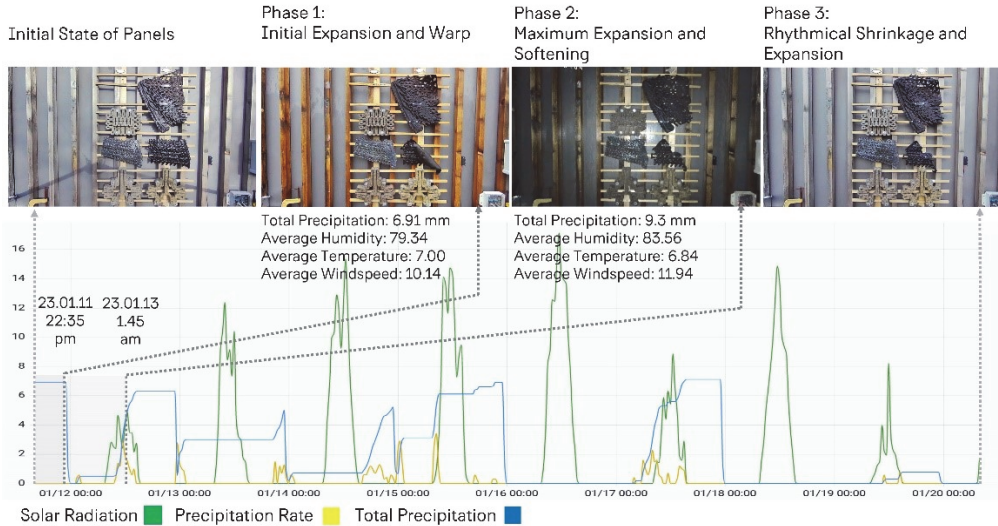 Initial State of Panels
Phase 1:
Initial Expansion and Warp
Phase 2:
Maximum Expansion and
Softening
Phase 3:
Rhythmical Shrinkage and
Expansion
Total Precipitation: 6.91 mm
Average Humidity: 79.34
Average Temperature: 7.00
Average Windspeed: 10.14
Total Precipitation: 9.3 mm
Average Humidity: 83.56
Average Temperature: 6.84
Average Windspeed: 11.94
16
14
12
10
8
6
4
2
0
23.01.11
22:35
pm
23.01.13
1.45
am
01/12 00:00
01/13 00:00
01/14 00:00
01/15 00:00
01/16 00:00
01/17 00:00
01/18 00:00
01/19 00:00
01/20 00:00
Solar Radiation
Precipitation Rate
Total Precipitation